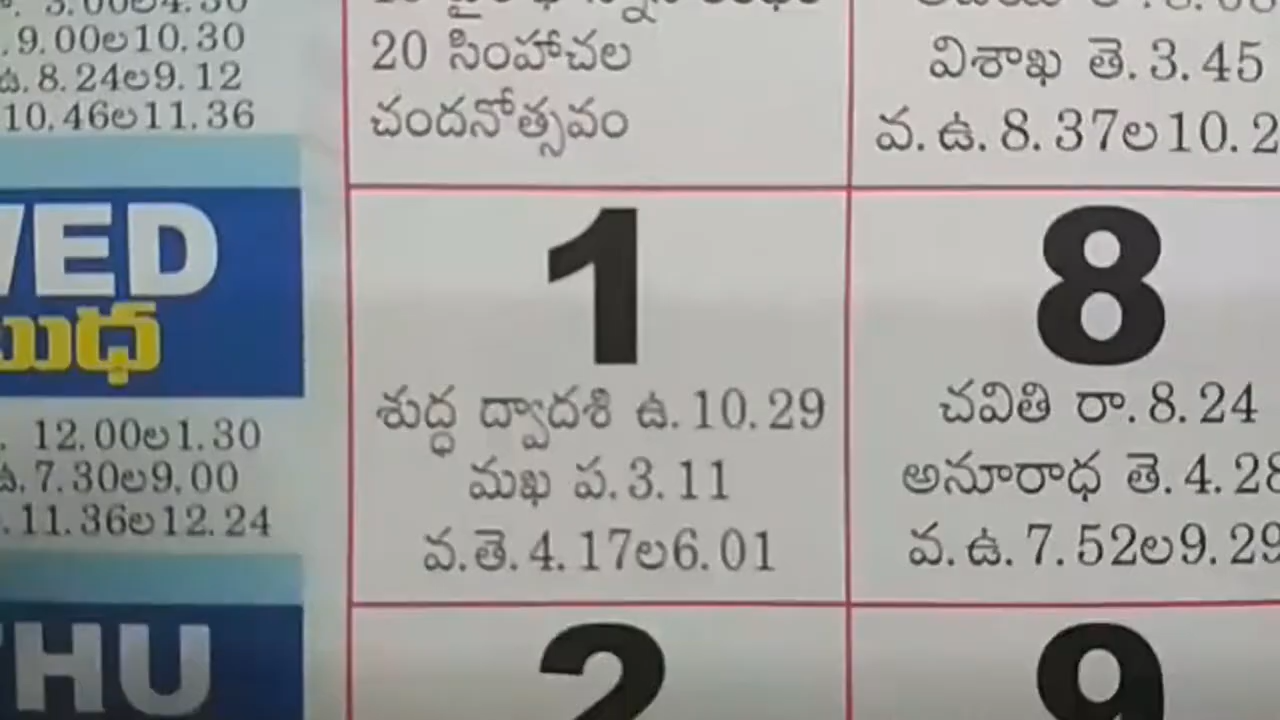 9.00ల10.30
ఉ.8.24ల9.12
10.46ల11.36
20 సింహాచల
చందనోత్సవం
విశాఖ తె.3.45
వ.ఉ.8.37ల10.2
WED
బుధ
12.00ల1.30
ఉ.7.30ల9.00
11.36ల12.24
1
శుద్ధ ద్వాదశి ఉ.10.29
మఖ ప.3.11
వ.తె.4.17ల6.01
8
చవితి రా.8.24
అనూరాధ తె.4.28
వ.ఉ.7.52ల9.29
THU
2
9